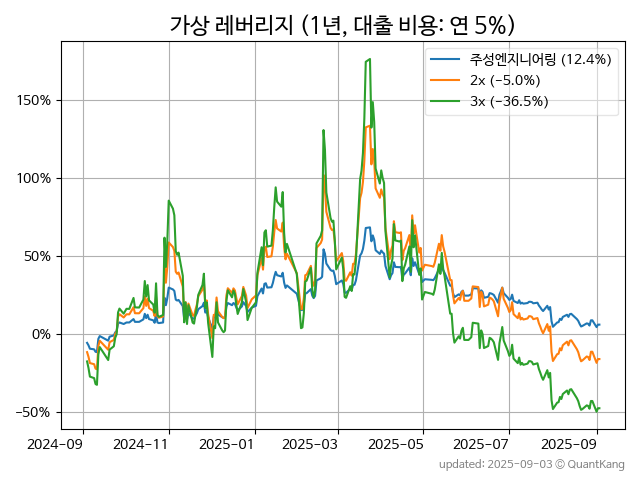 가상 레버리지 (1년, 대출 비용: 연 5%)
주성엔지니어링 (12.4%)
2x (−5.0%)
3x (−36.5%)
150%
100%
50%
0%
−50%
2024-09 2024-11 2025-01 2025-03 2025-05 2025-07 2025-09
updated: 2025-09-03 ⓒ QuantKang